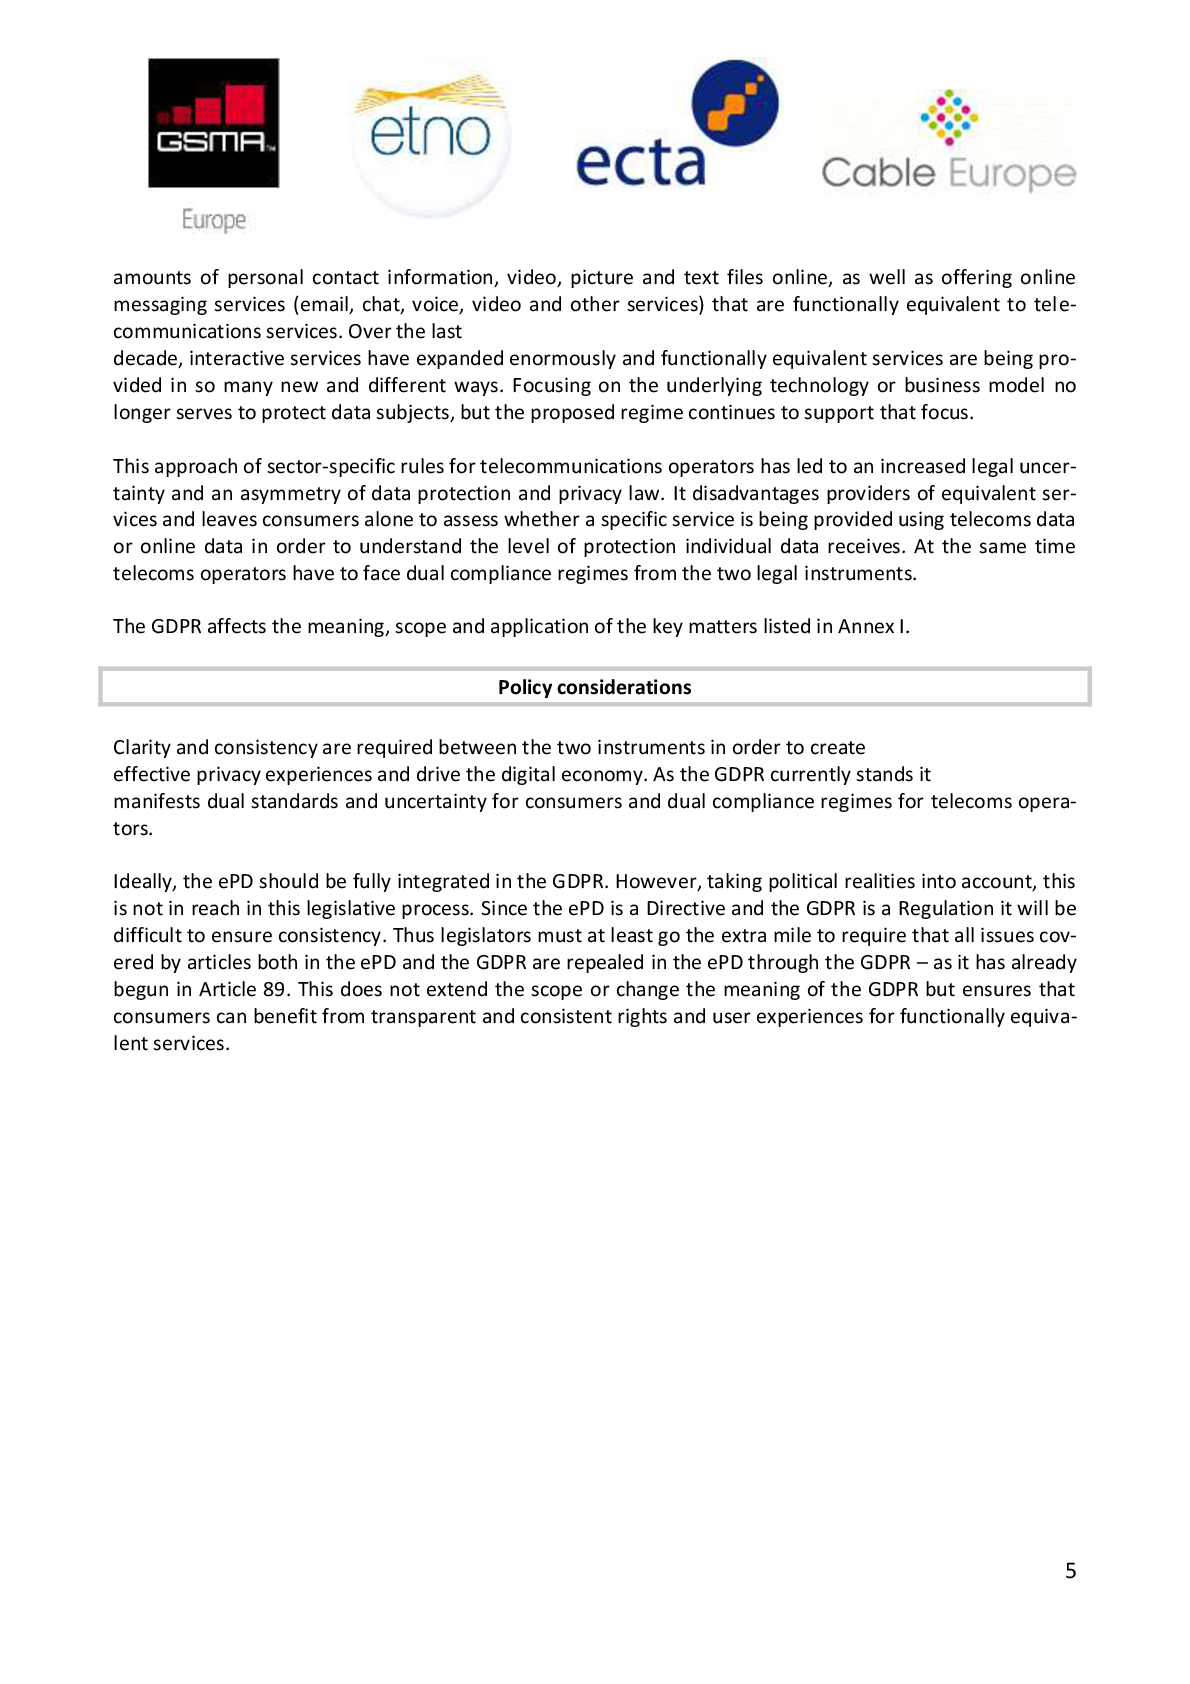 GSMA™
Europe
etno
ecta
Cable Europe
amounts of personal contact information, video, picture and text files online, as well as offering online
messaging services (email, chat, voice, video and other services) that are functionally equivalent to tele-
communications services. Over the last
decade, interactive services have expanded enormously and functionally equivalent services are being pro-
vided in so many new and different ways. Focusing on the underlying technology or business model no
longer serves to protect data subjects, but the proposed regime continues to support that focus.
This approach of sector-specific rules for telecommunications operators has led to an increased legal uncer-
tainty and an asymmetry of data protection and privacy law. It disadvantages providers of equivalent ser-
vices and leaves consumers alone to assess whether a specific service is being provided using telecoms data
or online data in order to understand the level of protection individual data receives. At the same time
telecoms operators have to face dual compliance regimes from the two legal instruments.
The GDPR affects the meaning, scope and application of the key matters listed in Annex I.
Policy considerations
Clarity and consistency are required between the two instruments in order to create
effective privacy experiences and drive the digital economy. As the GDPR currently stands it
manifests dual standards and uncertainty for consumers and dual compliance regimes for telecoms opera-
tors.
Ideally, the ePD should be fully integrated in the GDPR. However, taking political realities into account, this
is not in reach in this legislative process. Since the ePD is a Directive and the GDPR is a Regulation it will be
difficult to ensure consistency. Thus legislators must at least go the extra mile to require that all issues cov-
ered by articles both in the ePD and the GDPR are repealed in the ePD through the GDPR – as it has already
begun in Article 89. This does not extend the scope or change the meaning of the GDPR but ensures that
consumers can benefit from transparent and consistent rights and user experiences for functionally equiva-
lent services.
5